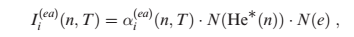 I_i^{(ea)}(n, T) = α_i^{(ea)}(n, T) · N(He*(n)) · N(e) ,